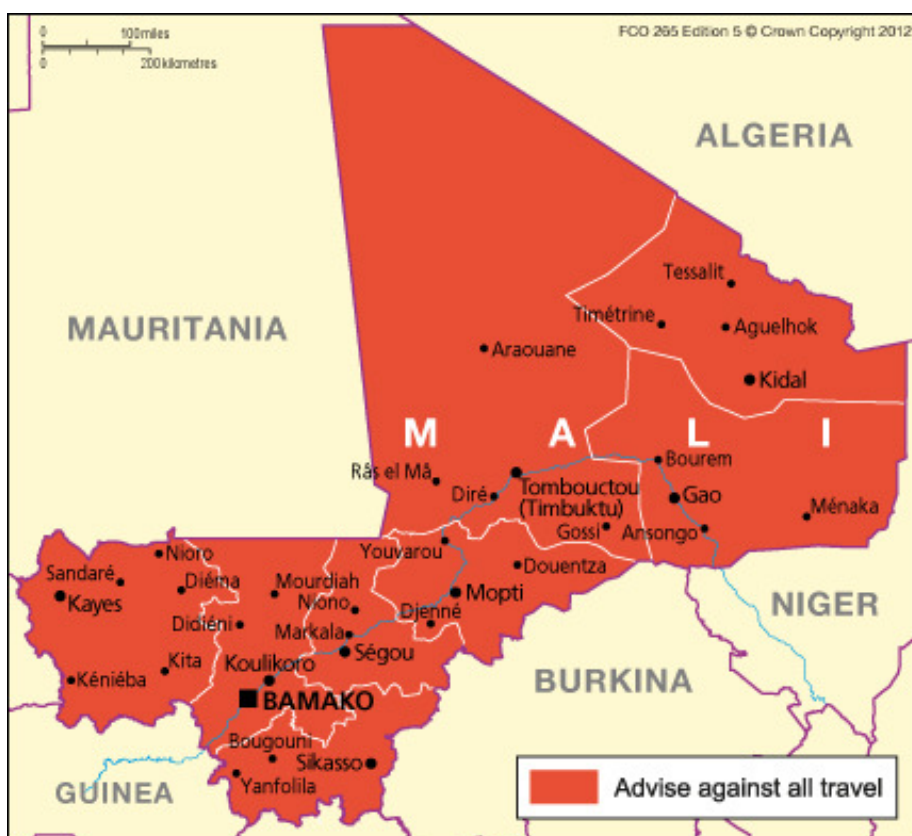 0 100miles
0 200kilometres
FCO 265 Edition 5 © Crown Copyright 2012
ALGERIA
MAURITANIA
Tessalit
Timétrine
Aguelhok
Araouane
Kidal
M A L I
Râs el Mâ
Bourem
Diré
Tombouctou
(Timbuktu)
Gao
Ménaka
Gossi
Ansongo
Nioro
Youvarou
Sandaré
Diéma
Mourdiah
Douentza
Kayes
Niono
Mopti
NIGER
Didiéni
Markala
Djenné
Kita
Koulikoro
Ségou
Kéniéba
BAMAKO
BURKINA
Bougouni
Sikasso
Yanfolila
GUINEA
Advise against all travel